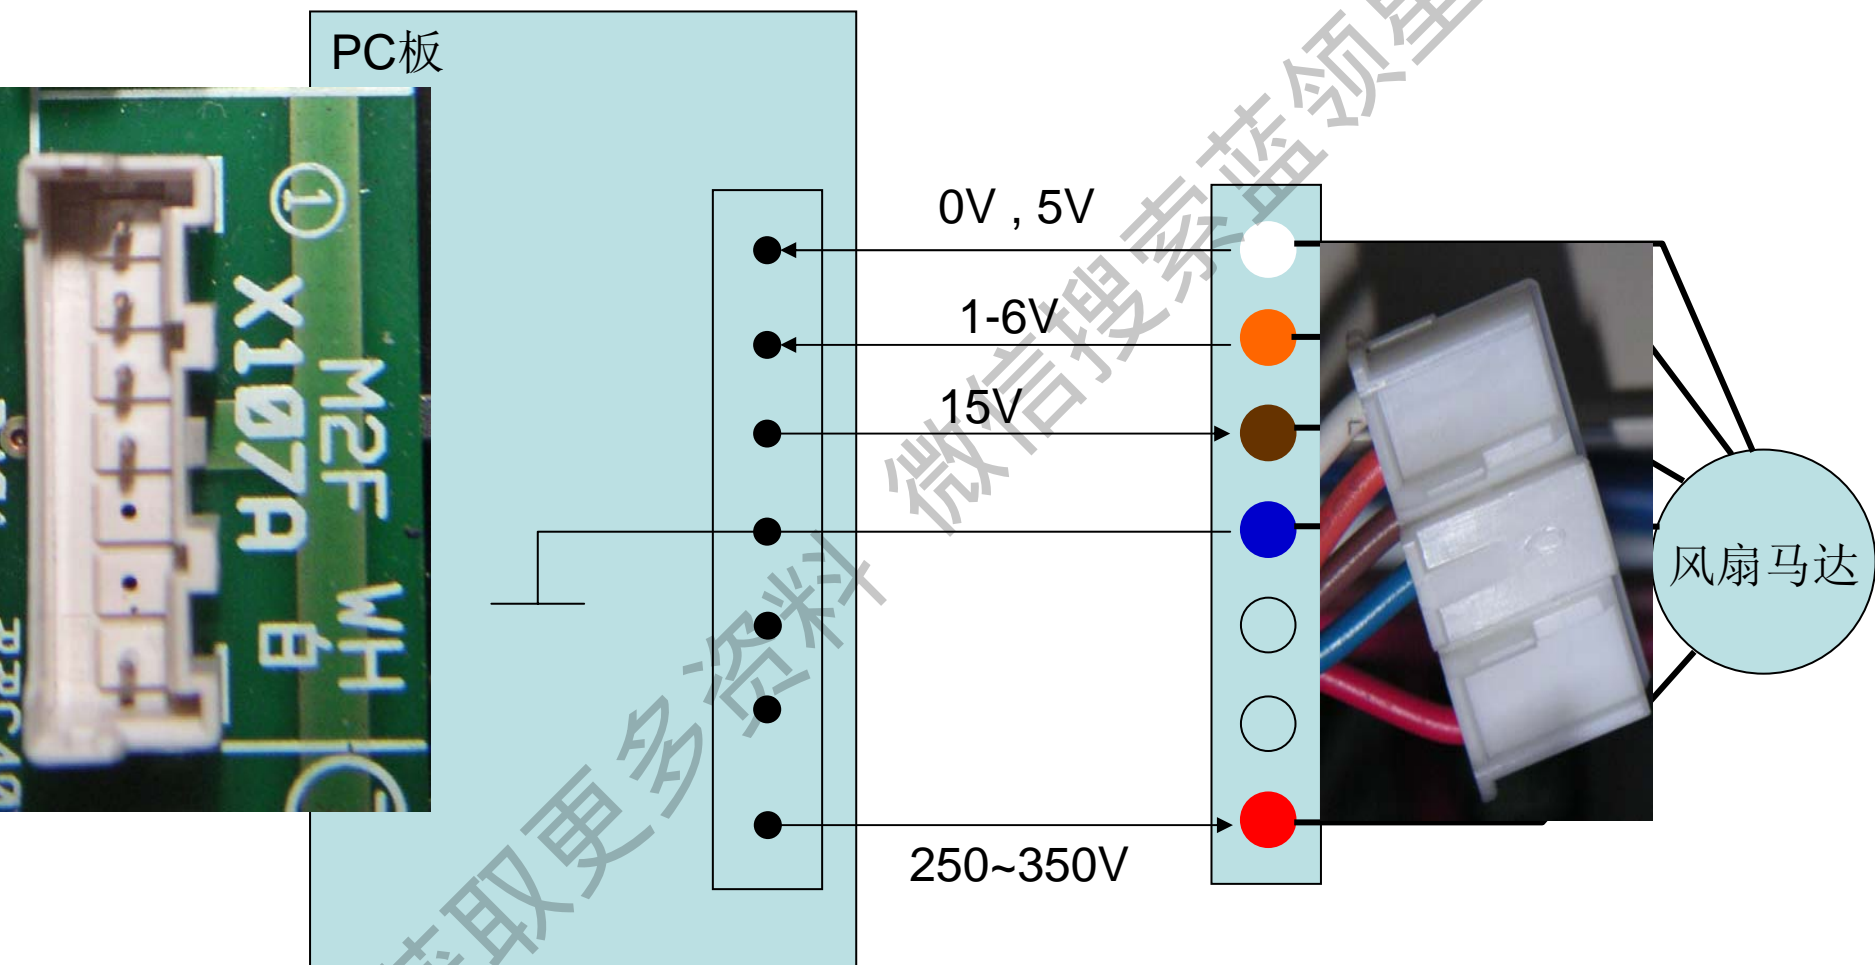 PC板
①
X107A
M2F
WH
白
0V , 5V
1-6V
15V
250~350V
风扇马达
微信搜索蓝领星
获取更多资料